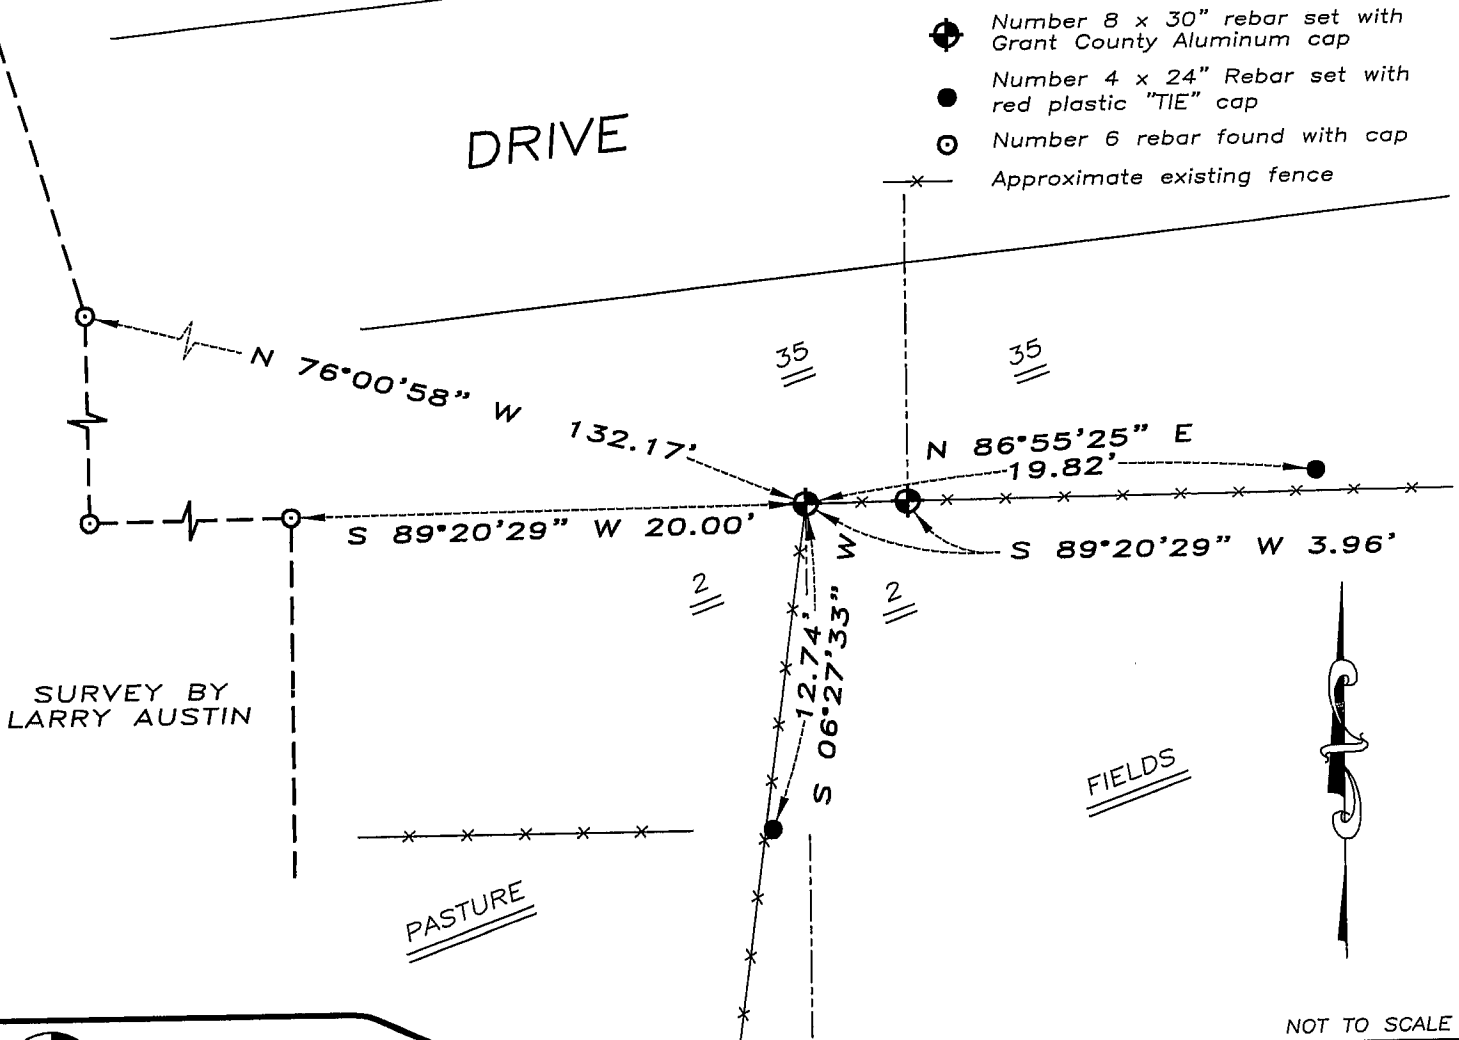 Number 8 x 30" rebar set with
Grant County Aluminum cap
Number 4 x 24" Rebar set with
red plastic "TIE" cap
Number 6 rebar found with cap
Approximate existing fence
DRIVE
35
35
N 76°00'58" W 132.17'
N 86°55'25" E
19.82'
S 89°20'29" W 20.00'
S 89°20'29" W 3.96'
2
2
12.74'
S 06°27'33" W
SURVEY BY
LARRY AUSTIN
FIELDS
PASTURE
NOT TO SCALE